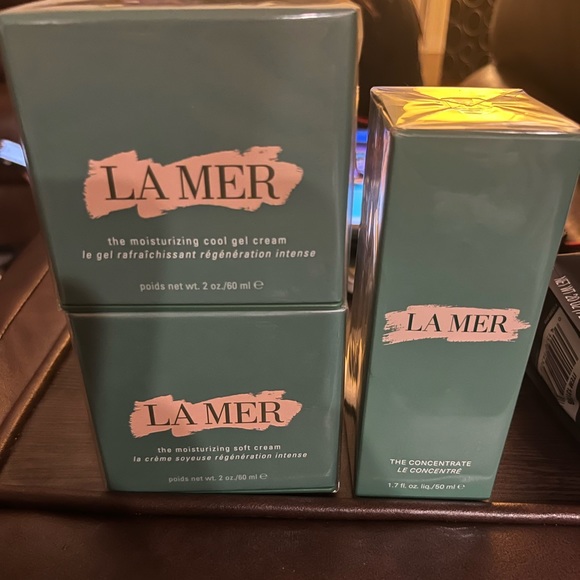 LA MER
the moisturizing cool gel cream
le gel rafraîchissant régénération intense
poids net wt. 2 oz./60 ml ℮
LA MER
the moisturizing soft cream
la crème soyeuse régénération intense
poids net wt. 2 oz./60 ml ℮
LA MER
THE CONCENTRATE
LE CONCENTRÉ
1.7 fl. oz. liq./50 ml ℮
NET WT